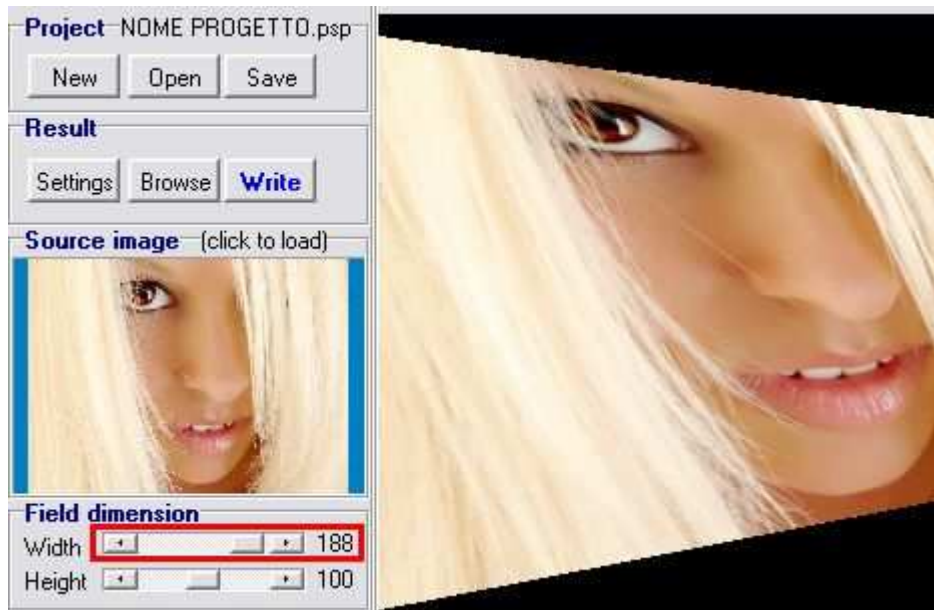 Project NOME PROGETTO.psp
New Open Save
Result
Settings Browse Write
Source image (click to load)
Field dimension
Width 188
Height 100